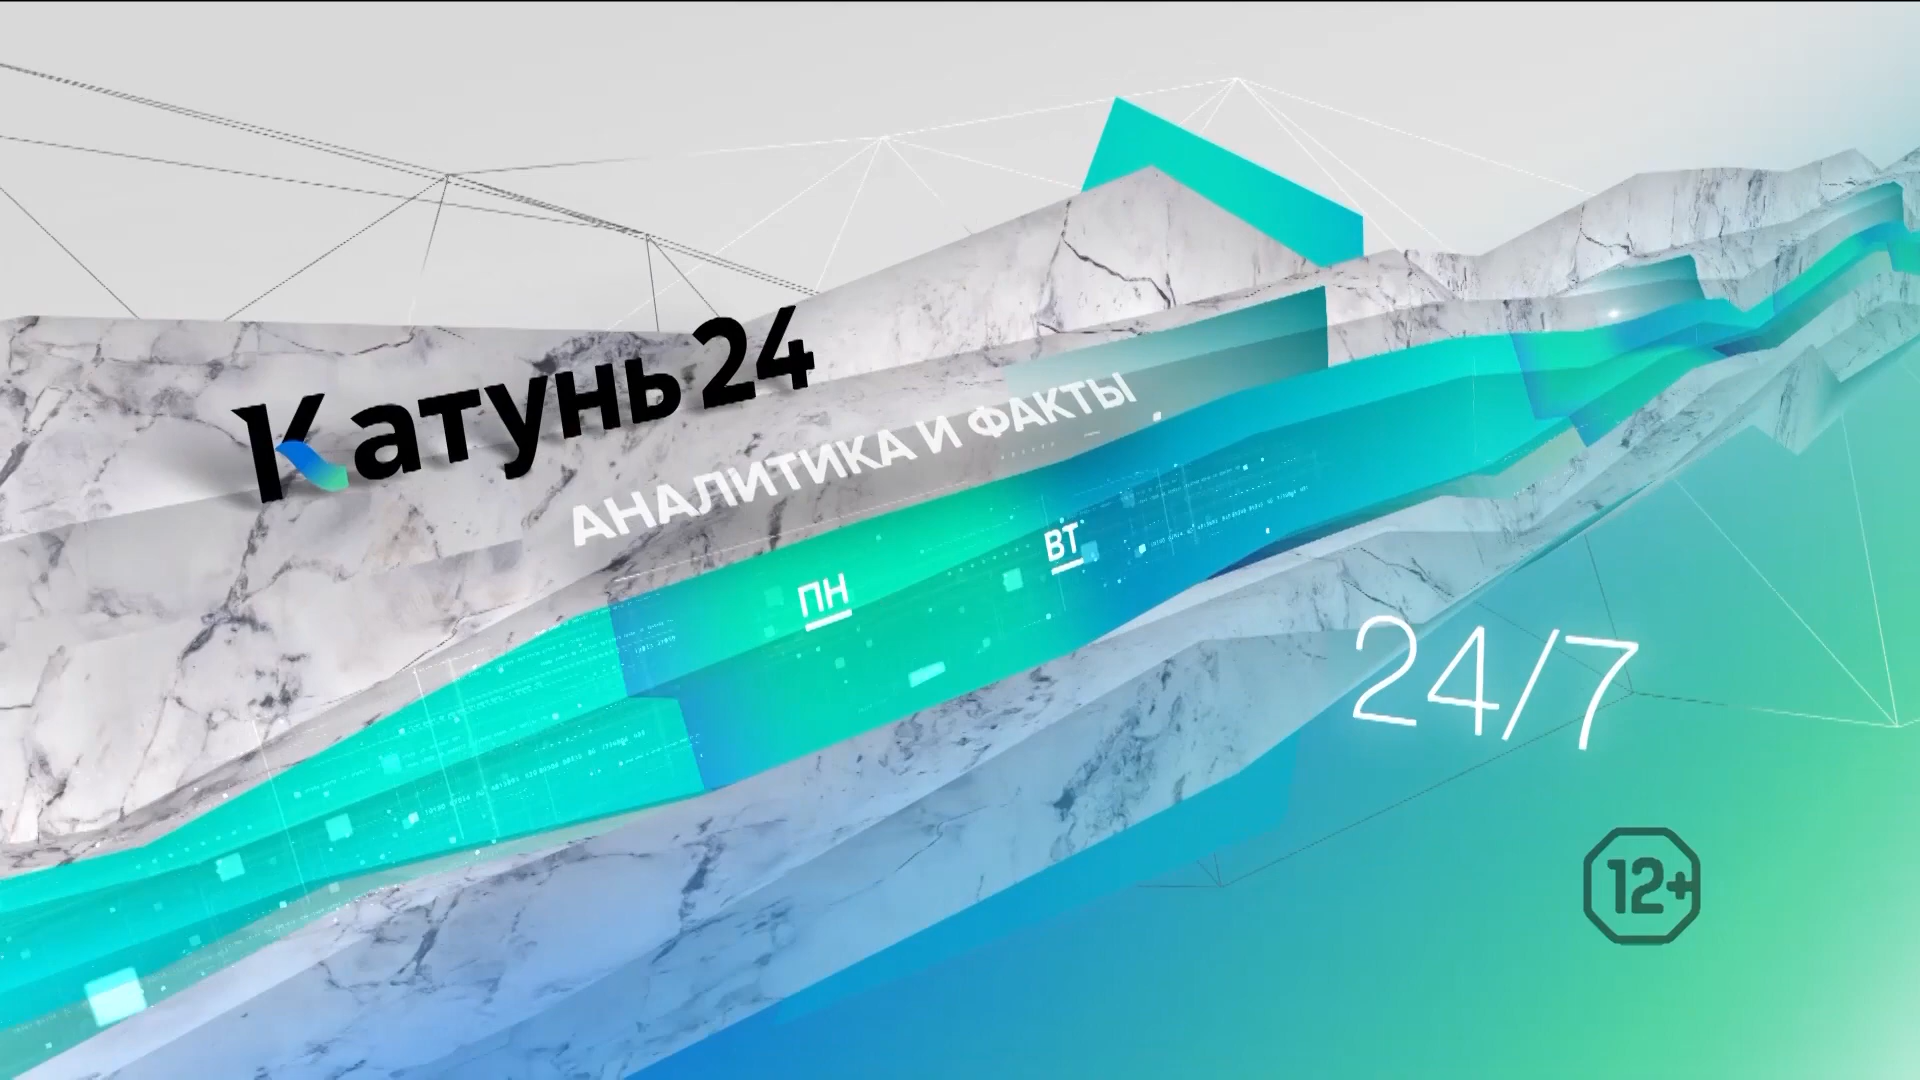 Катунь 24
АНАЛИТИКА И ФАКТЫ
ПН
ВТ
24/7
12+